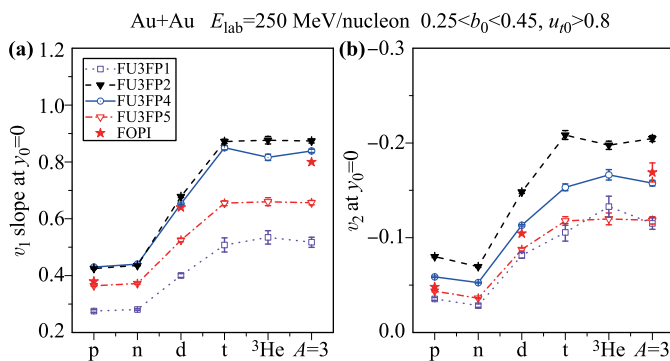 Au+Au E_lab=250 MeV/nucleon 0.25<b_0<0.45, u_t0>0.8
(a)
(b)
FU3FP1
FU3FP2
FU3FP4
FU3FP5
FOPI
v_1 slope at y_0=0
1.2
1.0
0.8
0.6
0.4
0.2
p n d t ³He A=3
v_2 at y_0=0
-0.3
-0.2
-0.1
0.0
p n d t ³He A=3